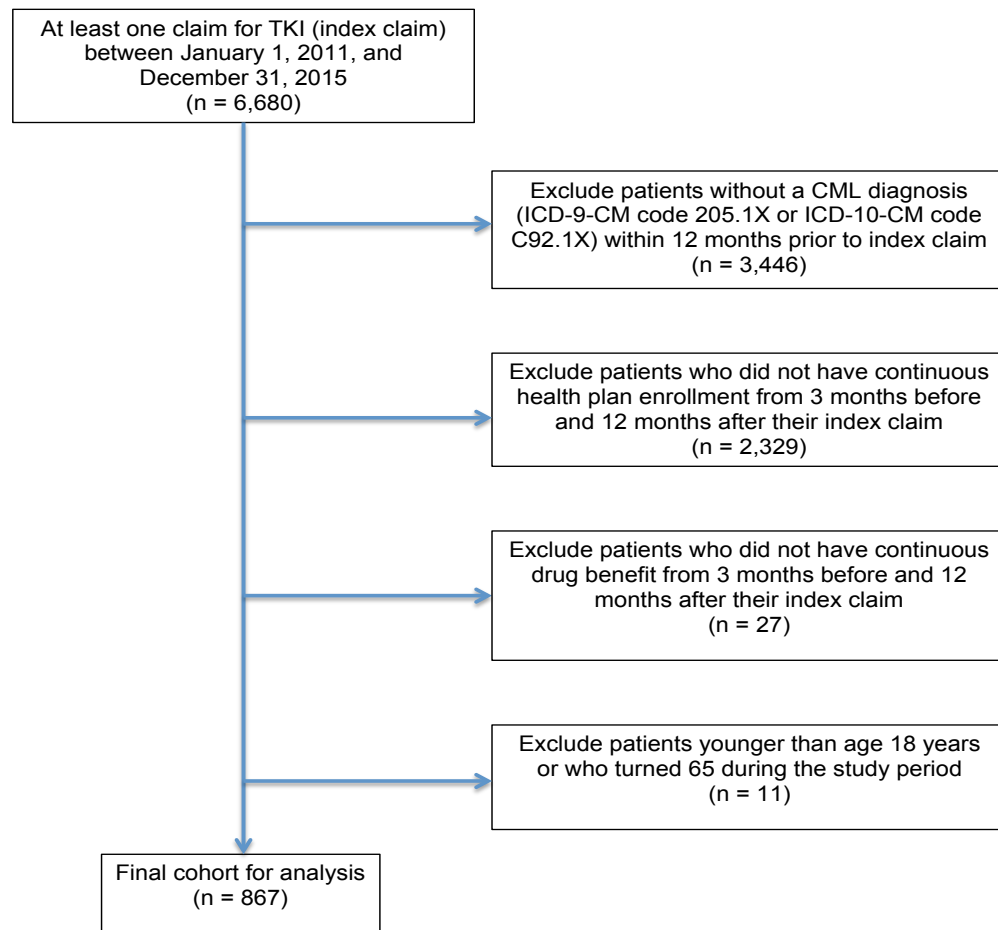 At least one claim for TKI (index claim)
between January 1, 2011, and
December 31, 2015
(n = 6,680)
Exclude patients without a CML diagnosis
(ICD-9-CM code 205.1X or ICD-10-CM code
C92.1X) within 12 months prior to index claim
(n = 3,446)
Exclude patients who did not have continuous
health plan enrollment from 3 months before
and 12 months after their index claim
(n = 2,329)
Exclude patients who did not have continuous
drug benefit from 3 months before and 12
months after their index claim
(n = 27)
Exclude patients younger than age 18 years
or who turned 65 during the study period
(n = 11)
Final cohort for analysis
(n = 867)